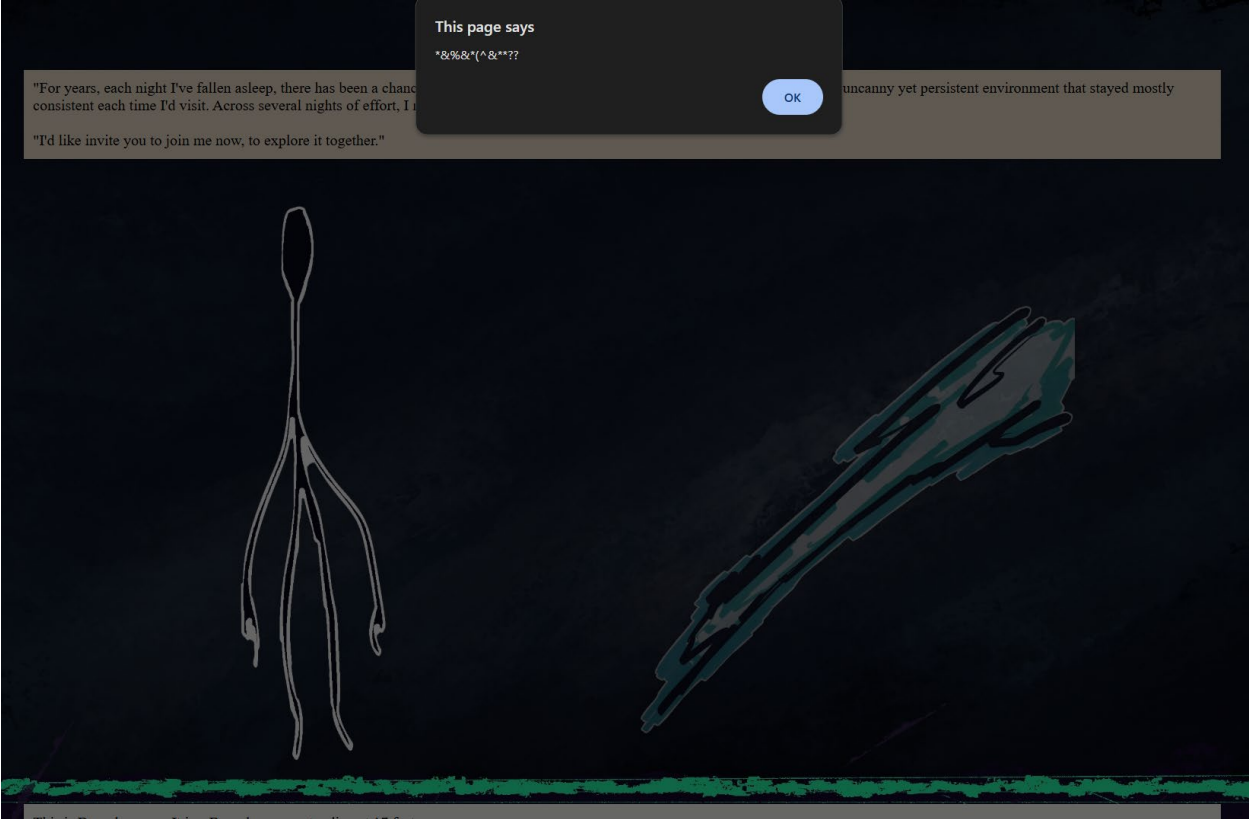 This page says
*&%&*(^&**??
OK
"For years, each night I've fallen asleep, there has been a chanc uncanny yet persistent environment that stayed mostly
consistent each time I'd visit. Across several nights of effort, I
"I'd like invite you to join me now, to explore it together."